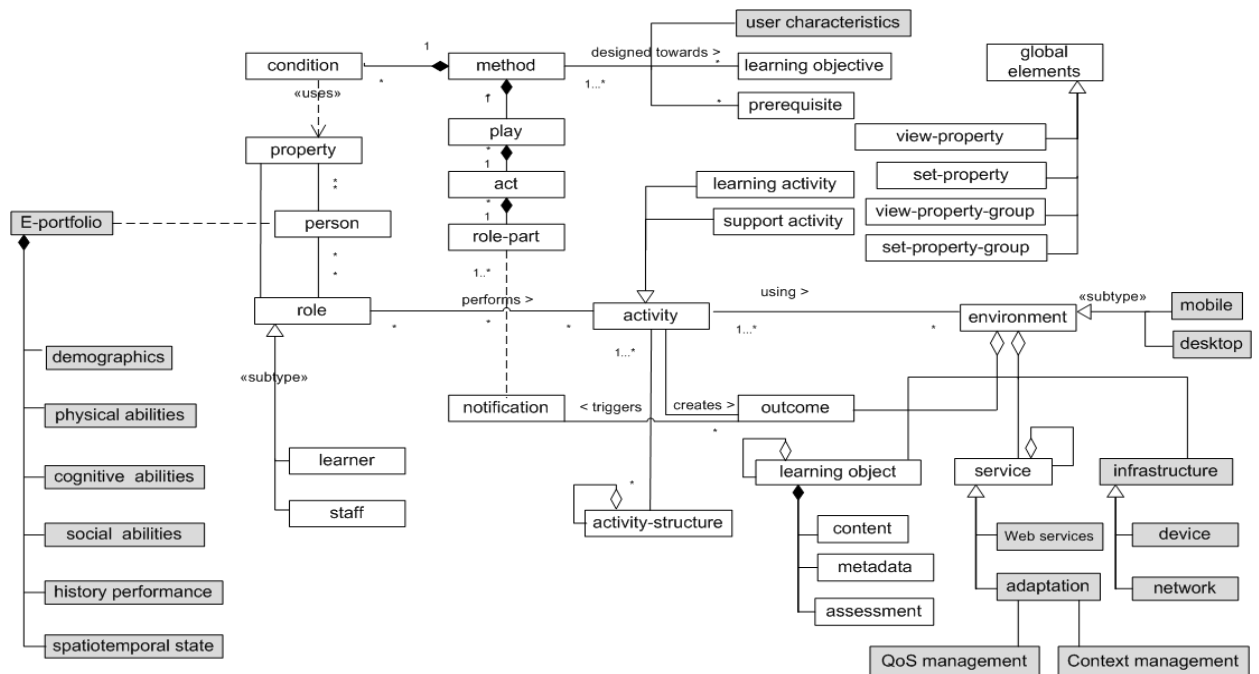 user characteristics
1
designed towards >
global
elements
condition
method
learning objective
*
*
1...*
«uses»
prerequisite
*
play
view-property
property
*
1
act
learning activity
set-property
*
*
*
1
support activity
view-property-group
E-portfolio
person
role-part
set-property-group
*
*
1..*
performes >
using >
«subtype»
mobile
role
activity
environment
*
*
*
1...*
*
desktop
1...*
demographics
«subtype»
physical abilities
notification
< triggers
creates >
outcome
*
learner
learning object
service
infrastructure
cognitive abilities
*
staff
activity-structure
content
Web services
device
social abilities
metadata
adaptation
network
history performance
assessment
spatiotemporal state
QoS management
Context management